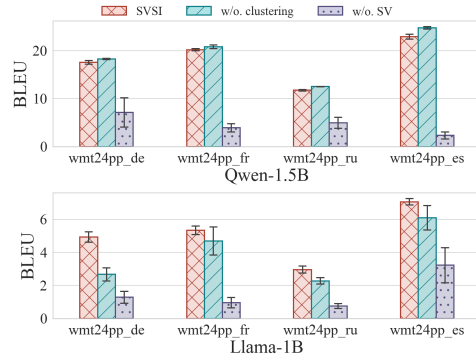 SVSI w/o. clustering w/o. SV
BLEU
20
10
0
wmt24pp_de wmt24pp_fr wmt24pp_ru wmt24pp_es
Qwen-1.5B
BLEU
6
4
2
0
wmt24pp_de wmt24pp_fr wmt24pp_ru wmt24pp_es
Llama-1B